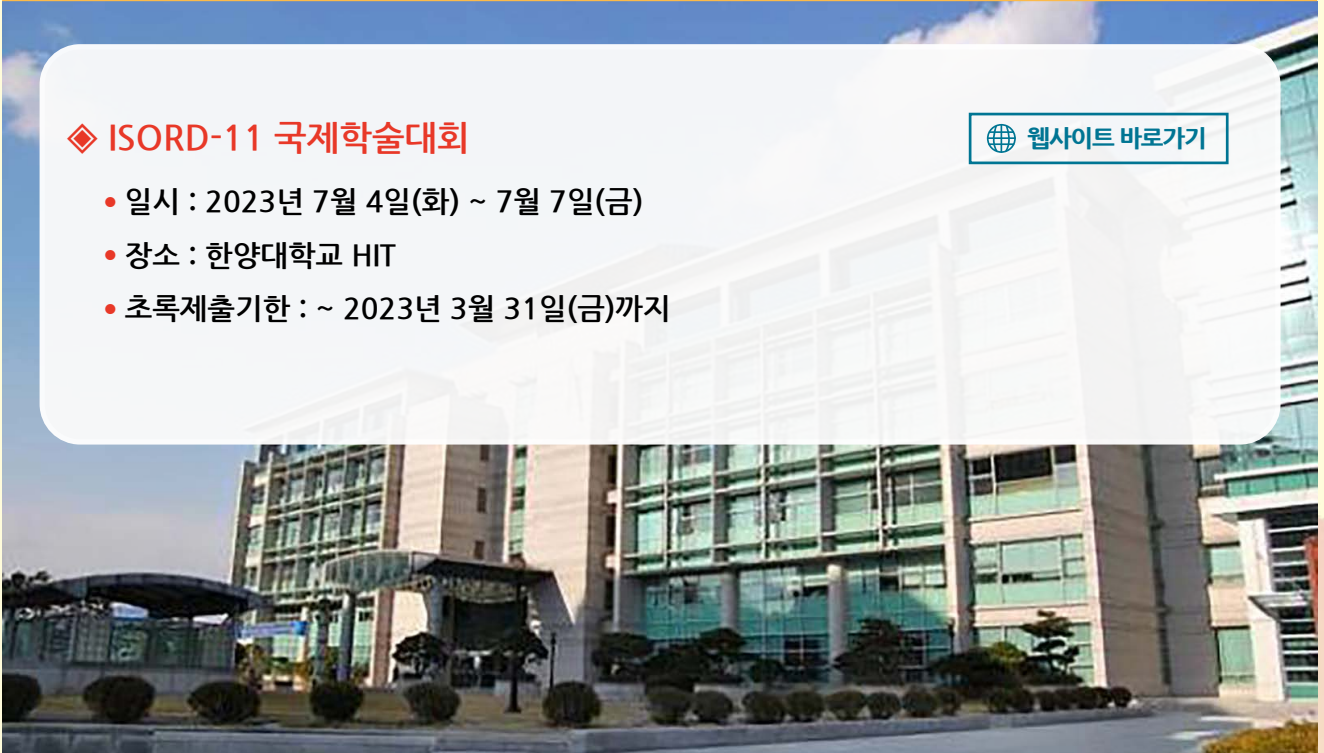 ◈ ISORD-11 국제학술대회
웹사이트 바로가기
• 일시 : 2023년 7월 4일(화) ~ 7월 7일(금)
• 장소 : 한양대학교 HIT
• 초록제출기한 : ~ 2023년 3월 31일(금)까지